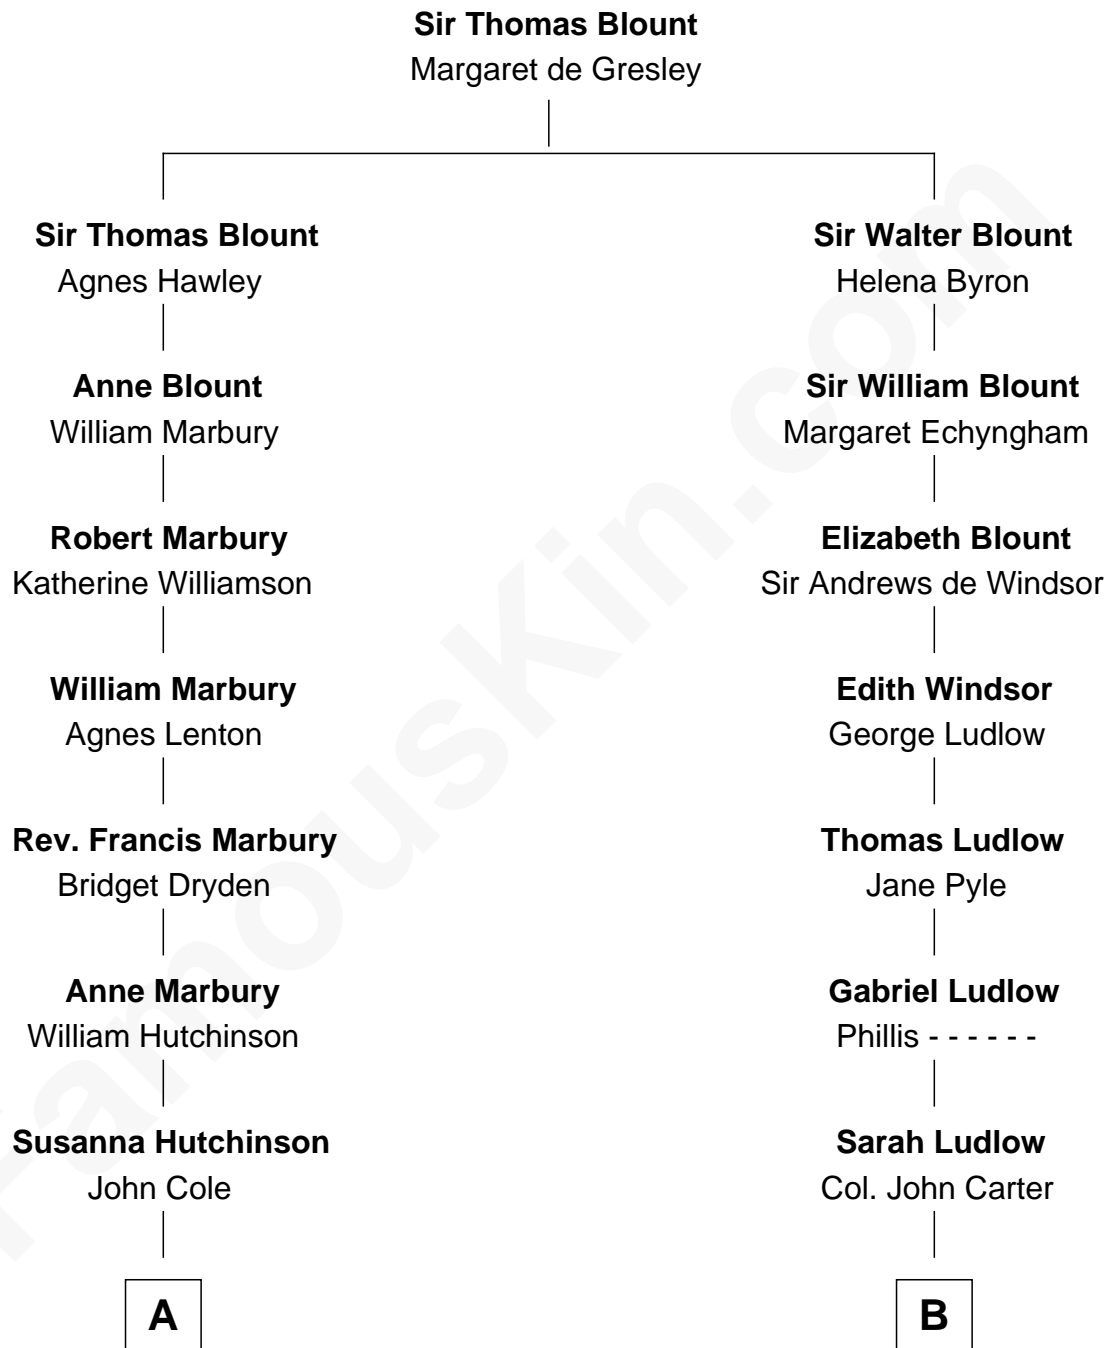 Sir Thomas Blount
Margaret de Gresley
Sir Thomas Blount
Agnes Hawley
Sir Walter Blount
Helena Byron
Anne Blount
William Marbury
Sir William Blount
Margaret Echyngham
Robert Marbury
Katherine Williamson
Elizabeth Blount
Sir Andrews de Windsor
William Marbury
Agnes Lenton
Edith Windsor
George Ludlow
Rev. Francis Marbury
Bridget Dryden
Thomas Ludlow
Jane Pyle
Anne Marbury
William Hutchinson
Gabriel Ludlow
Phillis - - - - - -
Susanna Hutchinson
John Cole
Sarah Ludlow
Col. John Carter
A
B
FamousKin.com